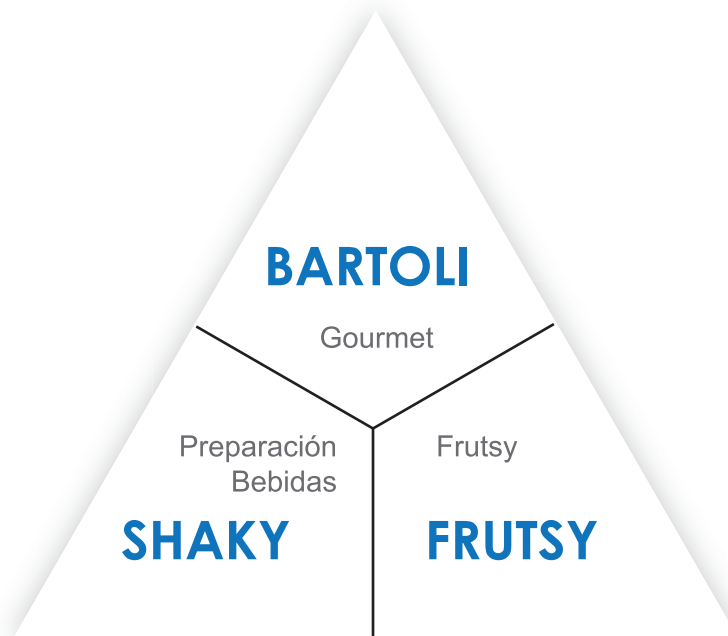 BARTOLI
Gourmet
Preparación
Bebidas
SHAKY
Frutsy
FRUTSY